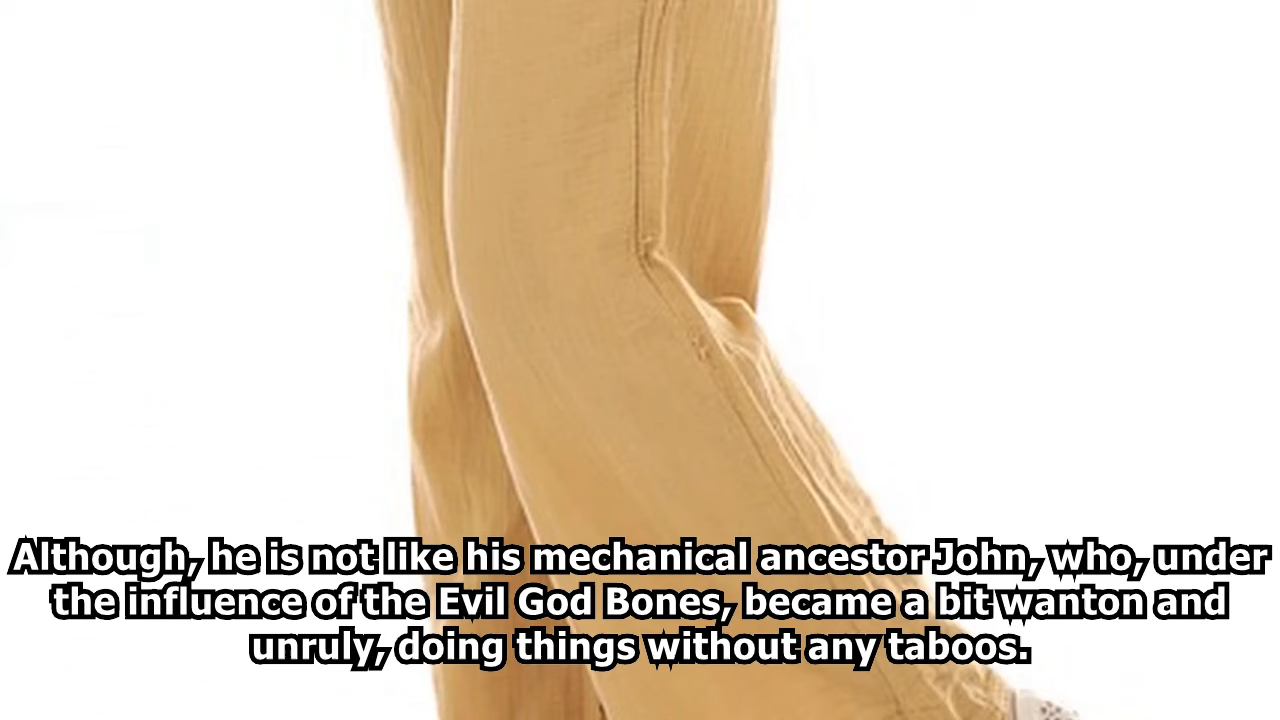 Although, he is not like his mechanical ancestor John, who, under
the influence of the Evil God Bones, became a bit wanton and
unruly, doing things without any taboos.